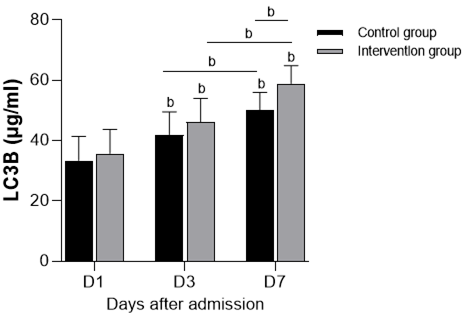 80
60
40
20
0
LC3B (µg/ml)
b
b
b
b
b
b
b
b
b
Control group
Intervention group
D1
D3
D7
Days after admission